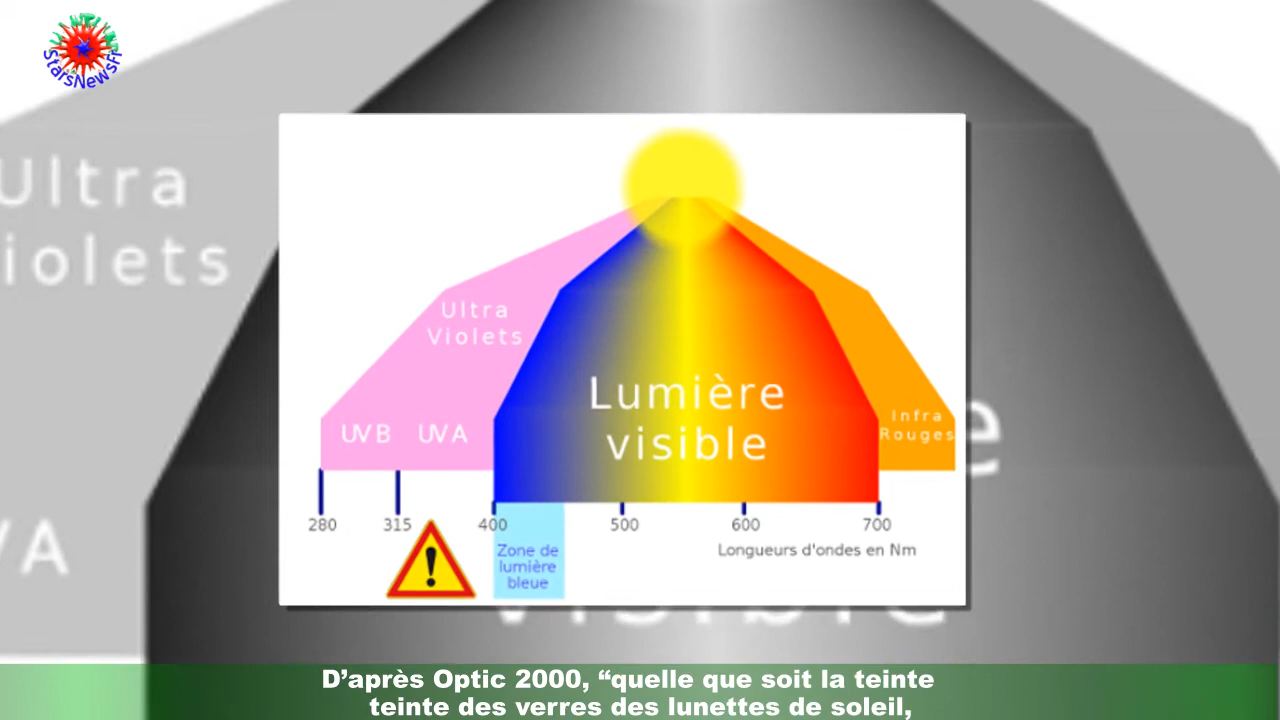 StarsNewsFr
Ultra
Violets
UVB UVA
Lumière
visible
Infra
Rouges
280 315 400 500 600 700
Zone de
lumière
bleue
Longueurs d'ondes en Nm
Ultra
iolets
VA
e
visible
D’après Optic 2000, “quelle que soit la teinte
teinte des verres des lunettes de soleil,